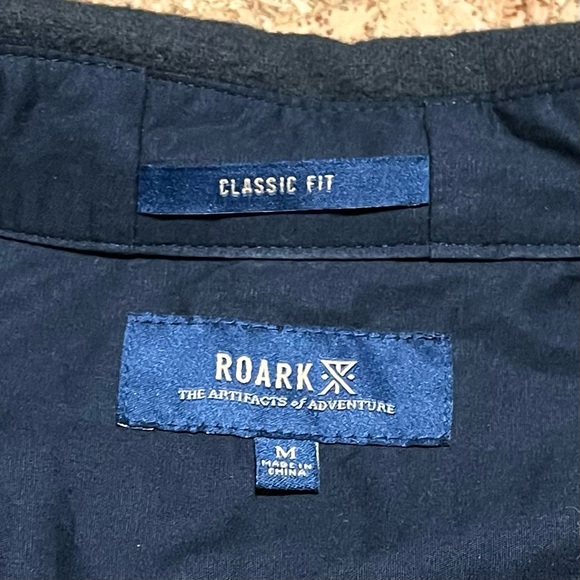 CLASSIC FIT
ROARK
THE ARTIFACTS of ADVENTURE
M
MADE IN
CHINA